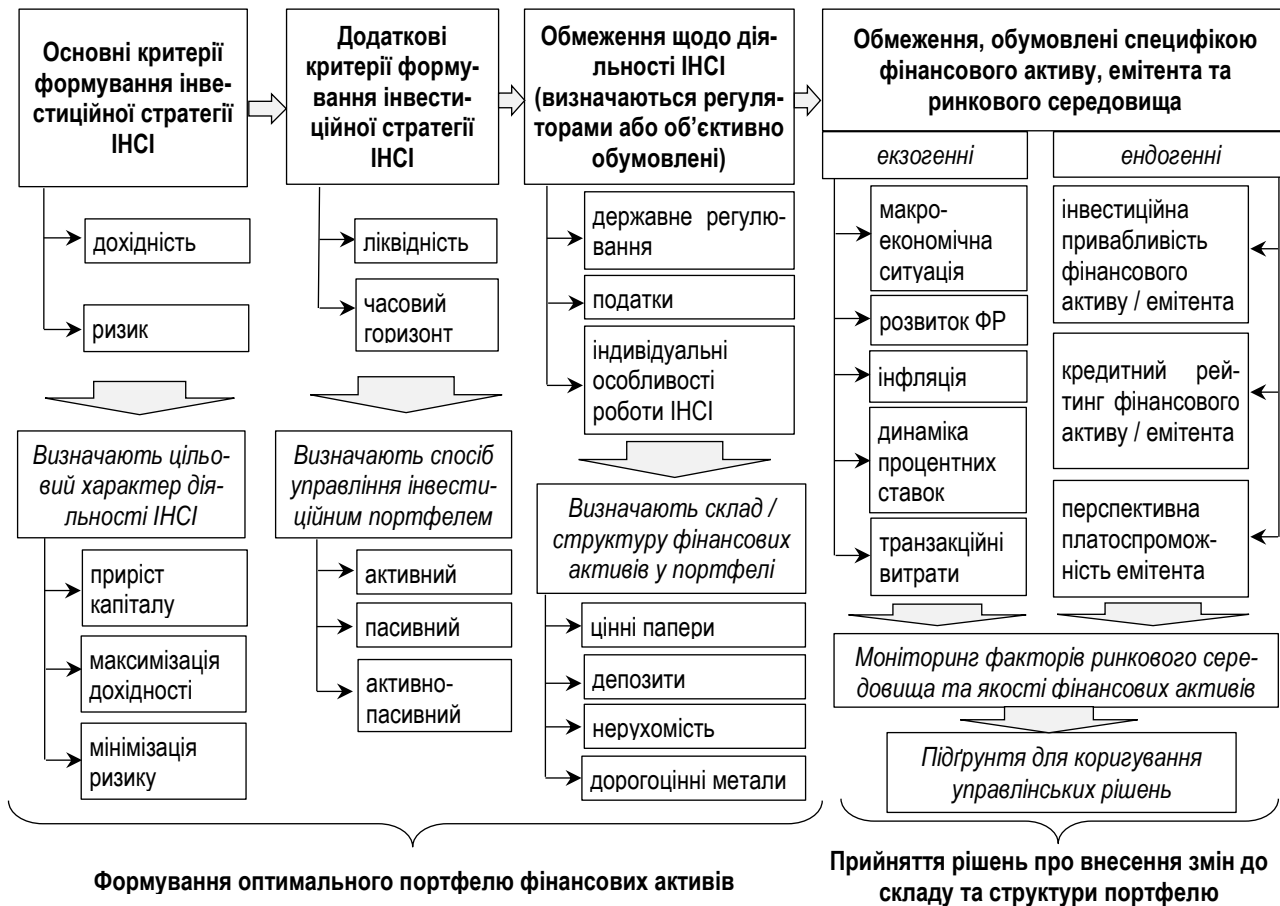 Основні критерії
формування інве-
стиційної стратегії
ІНСІ
дохідність
ризик
Визначають цільо-
вий характер дія-
льності ІНСІ
приріст
капіталу
максимізація
дохідності
мінімізація
ризику
Додаткові
критерії форму-
вання інвести-
ційної стратегії
ІНСІ
ліквідність
часовий
горизонт
Визначають спосіб
управління інвести-
ційним портфелем
активний
пасивний
активно-
пасивний
Обмеження щодо дія-
льності ІНСІ
(визначаються регуля-
торами або об’єктивно
обумовлені)
державне регулю-
вання
податки
індивідуальні
особливості
роботи ІНСІ
Визначають склад /
структуру фінансових
активів у портфелі
цінні папери
депозити
нерухомість
дорогоцінні метали
Обмеження, обумовлені специфікою
фінансового активу, емітента та
ринкового середовища
екзогенні
макро-
економічна
ситуація
розвиток ФР
інфляція
динаміка
процентних
ставок
транзакційні
витрати
ендогенні
інвестиційна
привабливість
фінансового
активу / емітента
кредитний рей-
тинг фінансового
активу / емітента
перспективна
платоспромож-
ність емітента
Моніторинг факторів ринкового сере-
довища та якості фінансових активів
Підґрунтя для коригування
управлінських рішень
Формування оптимального портфелю фінансових активів
Прийняття рішень про внесення змін до
складу та структури портфелю